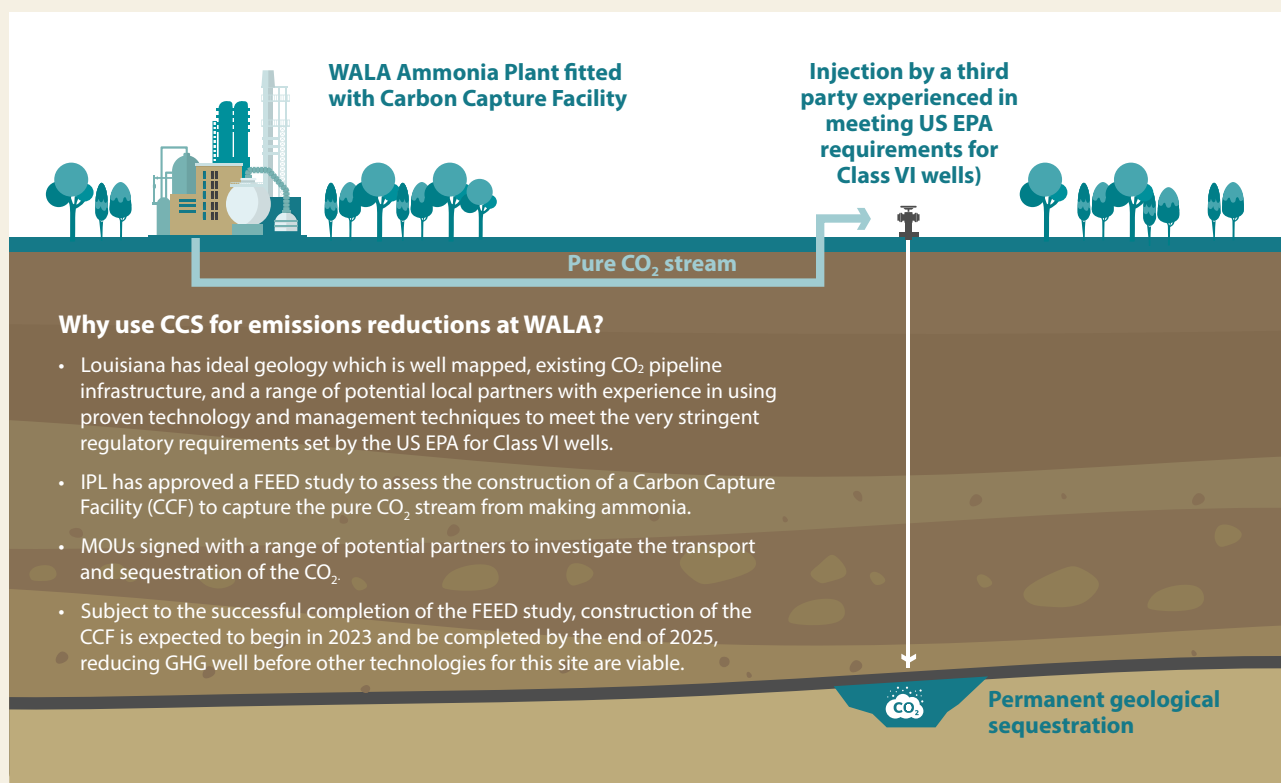 WALA Ammonia Plant fitted
with Carbon Capture Facility
Injection by a third
party experienced in
meeting US EPA
requirements for
Class VI wells)
Pure CO₂ stream
Why use CCS for emissions reductions at WALA?
• Louisiana has ideal geology which is well mapped, existing CO₂ pipeline
infrastructure, and a range of potential local partners with experience in using
proven technology and management techniques to meet the very stringent
regulatory requirements set by the US EPA for Class VI wells.
• IPL has approved a FEED study to assess the construction of a Carbon Capture
Facility (CCF) to capture the pure CO₂ stream from making ammonia.
• MOUs signed with a range of potential partners to investigate the transport
and sequestration of the CO₂.
• Subject to the successful completion of the FEED study, construction of the
CCF is expected to begin in 2023 and be completed by the end of 2025,
reducing GHG well before other technologies for this site are viable.
CO₂
Permanent geological
sequestration